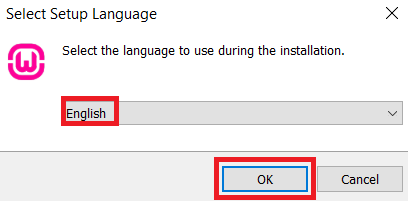 Select Setup Language
Select the language to use during the installation.
English
OK
Cancel